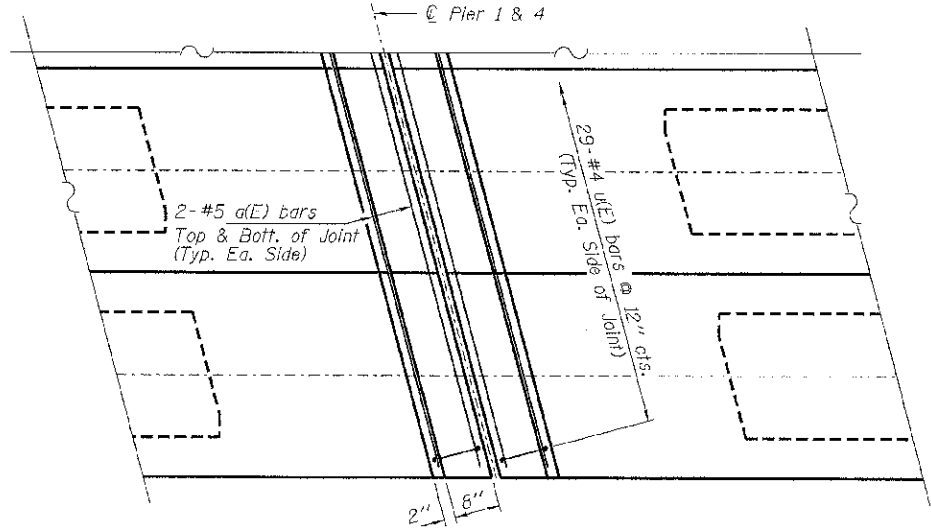 ℄ Pier 1 & 4
2-#5 a(E) bars
Top & Bott. of Joint
(Typ. Ea. Side)
29-#4 u(E) bars @ 12" cts.
(Typ. Ea. Side of Joint)
2"
8"